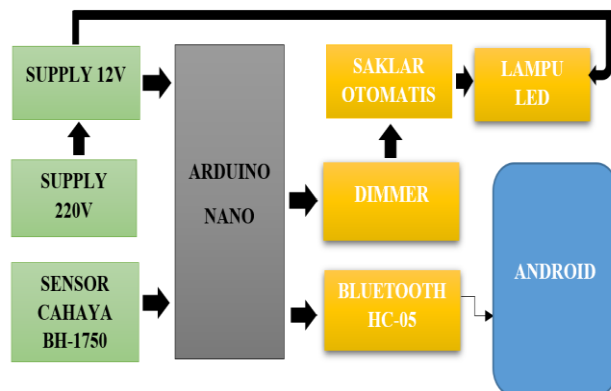 SUPPLY 12V
SUPPLY
220V
SENSOR
CAHAYA
BH-1750
ARDUINO
NANO
SAKLAR
OTOMATIS
LAMPU
LED
DIMMER
BLUETOOTH
HC-05
ANDROID